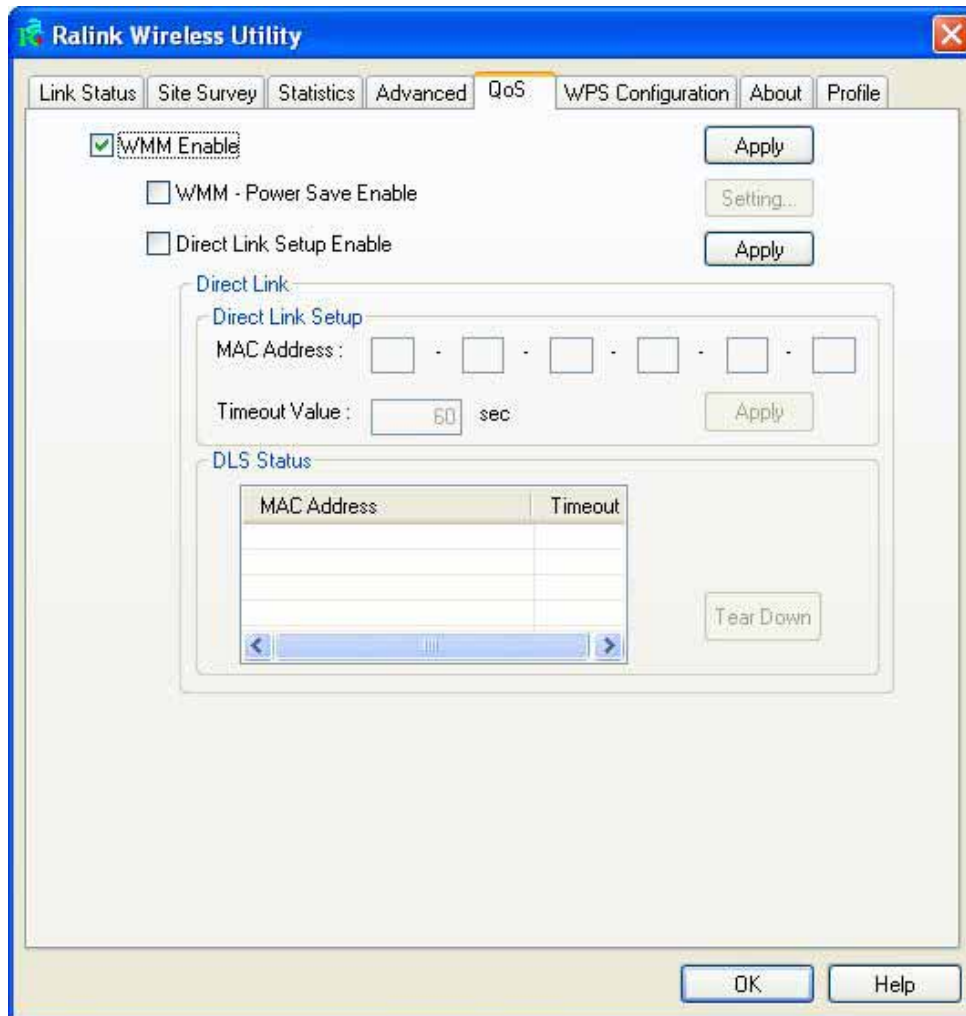 Ralink Wireless Utility
Link Status Site Survey Statistics Advanced QoS WPS Configuration About Profile
WMM Enable Apply
WMM - Power Save Enable Setting...
Direct Link Setup Enable Apply
Direct Link
Direct Link Setup
MAC Address : - - - - -
Timeout Value : 60 sec Apply
DLS Status
MAC Address Timeout
Tear Down
OK Help